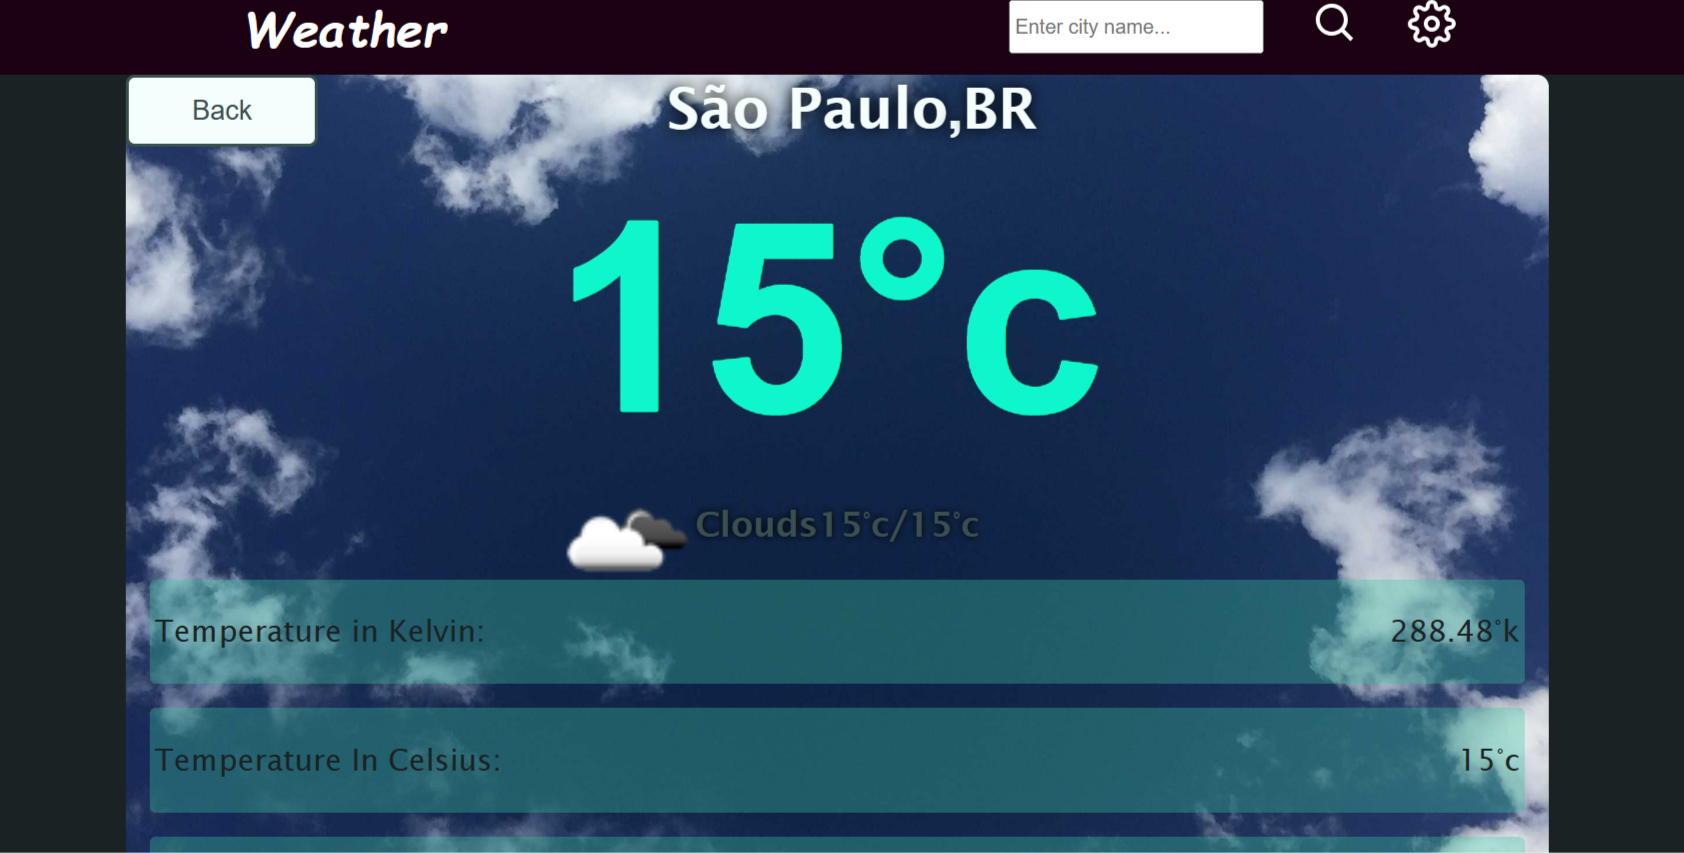 Weather
Enter city name...
Back
São Paulo,BR
15°c
Clouds15°c/15°c
Temperature in Kelvin: 288.48°k
Temperature In Celsius: 15°c